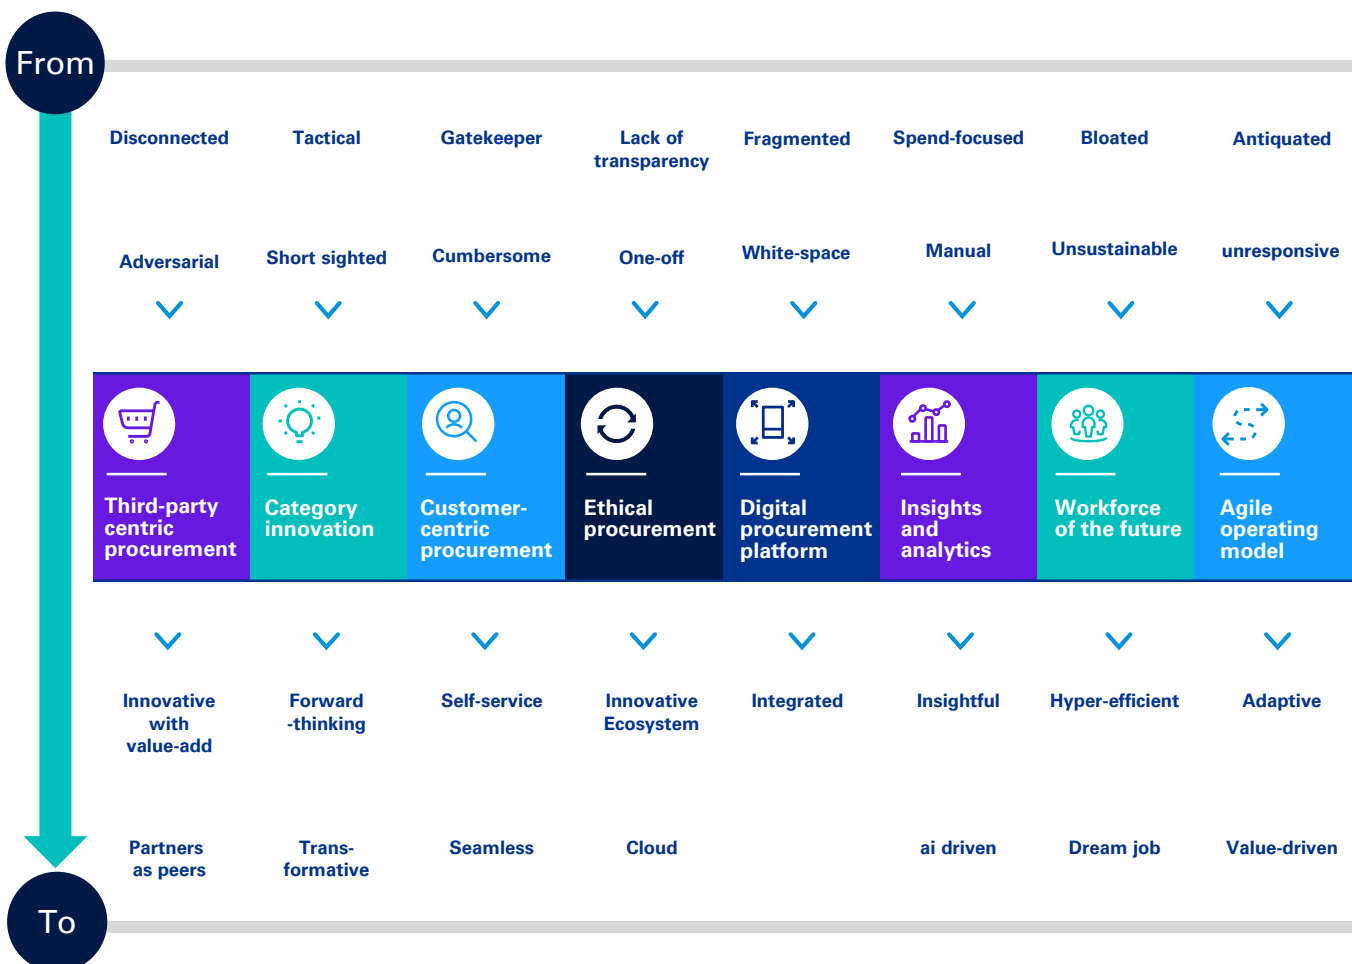 From
Disconnected
Tactical
Gatekeeper
Lack of
transparency
Fragmented
Spend-focused
Bloated
Antiquated
Adversarial
Short sighted
Cumbersome
One-off
White-space
Manual
Unsustainable
unresponsive
Third-party
centric
procurement
Category
innovation
Customer-
centric
procurement
Ethical
procurement
Digital
procurement
platform
Insights
and
analytics
Workforce
of the future
Agile
operating
model
Innovative
with
value-add
Forward
-thinking
Self-service
Innovative
Ecosystem
Integrated
Insightful
Hyper-efficient
Adaptive
Partners
as peers
Trans-
formative
Seamless
Cloud
ai driven
Dream job
Value-driven
To